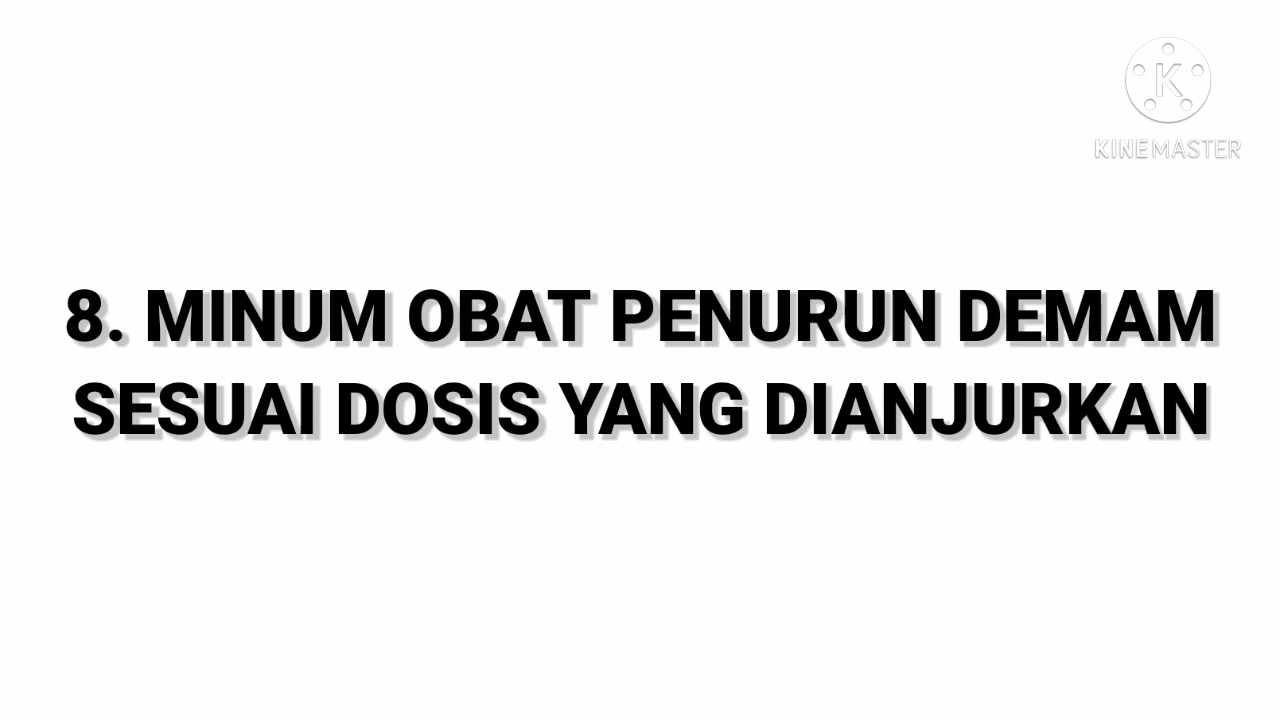 K
KINEMASTER
8. MINUM OBAT PENURUN DEMAM
SESUAI DOSIS YANG DIANJURKAN